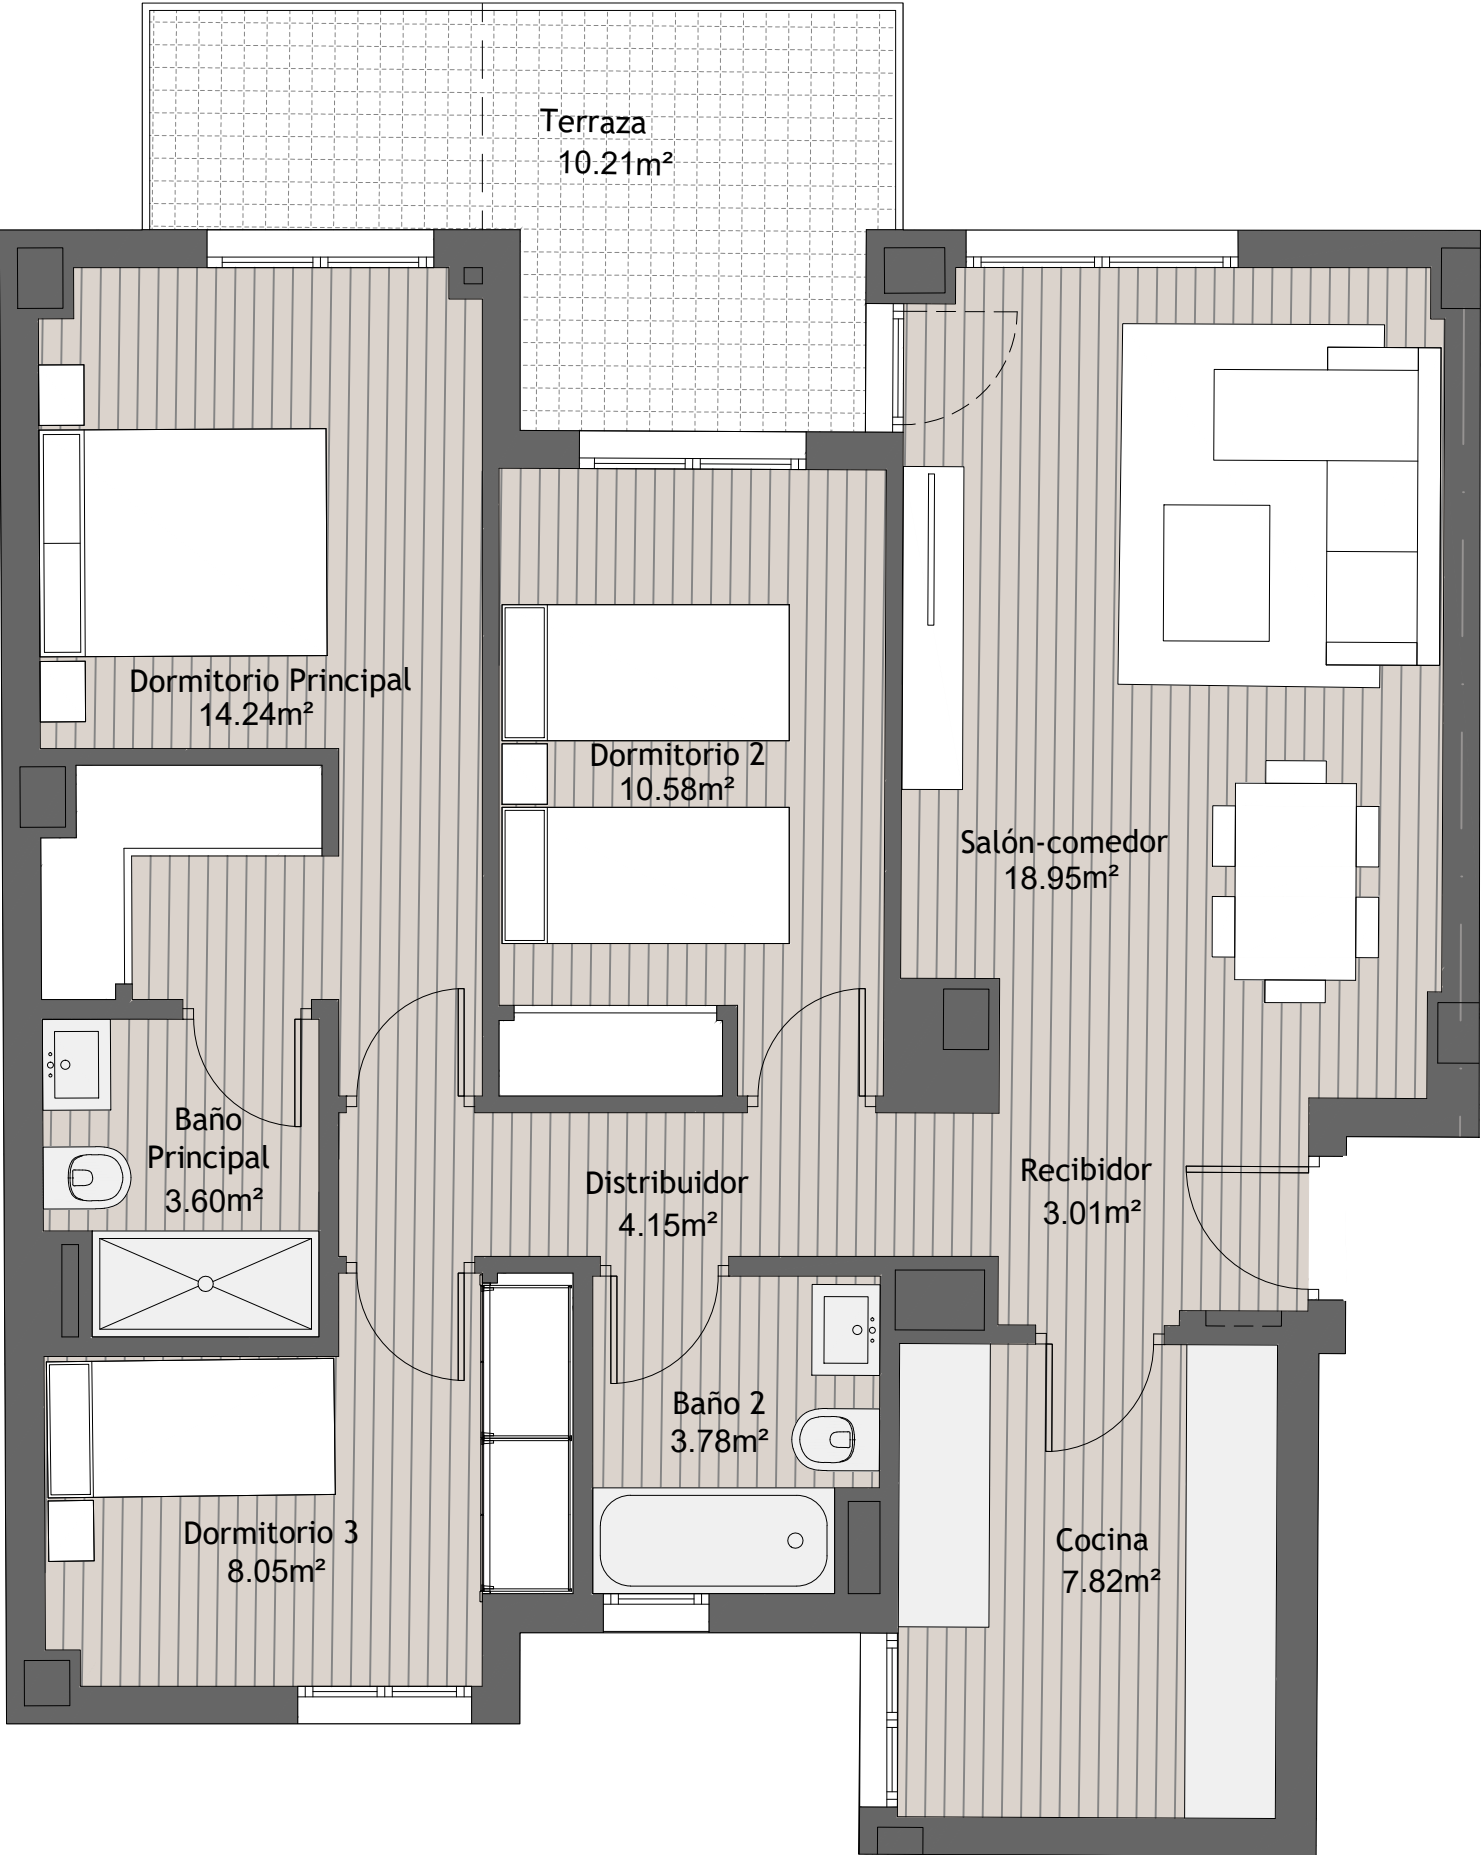 Terraza
10.21m²
Dormitorio Principal
14.24m²
Dormitorio 2
10.58m²
Salón-comedor
18.95m²
Baño
Principal
3.60m²
Distribuidor
4.15m²
Recibidor
3.01m²
Baño 2
3.78m²
Dormitorio 3
8.05m²
Cocina
7.82m²